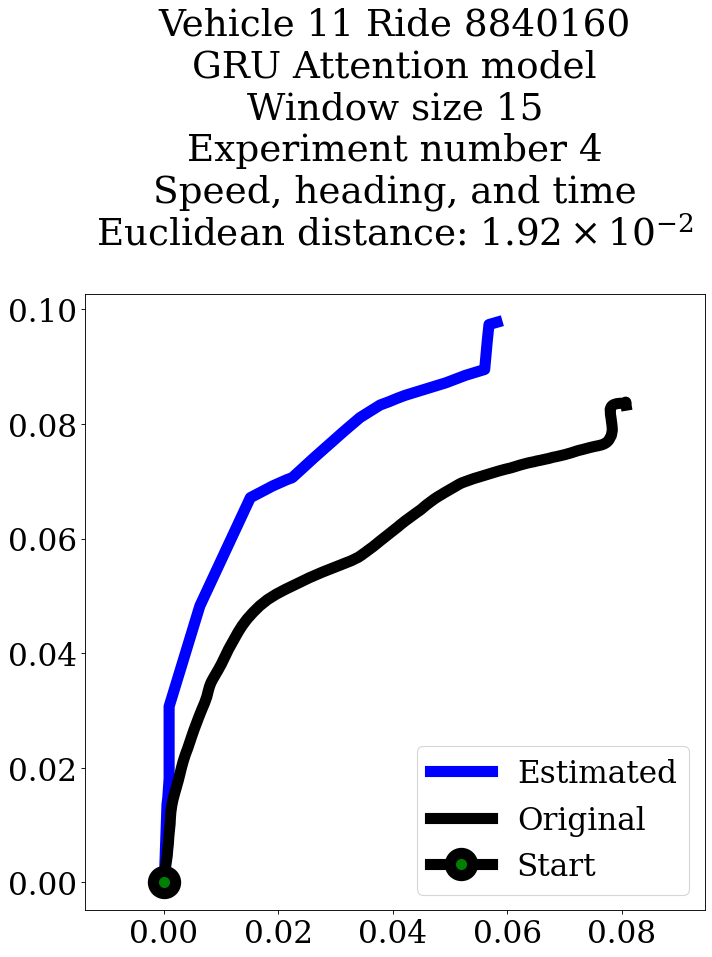 Vehicle 11 Ride 8840160
GRU Attention model
Window size 15
Experiment number 4
Speed, heading, and time
Euclidean distance: 1.92 × 10⁻²
0.10
0.08
0.06
0.04
0.02
0.00
Estimated
Original
Start
0.00 0.02 0.04 0.06 0.08